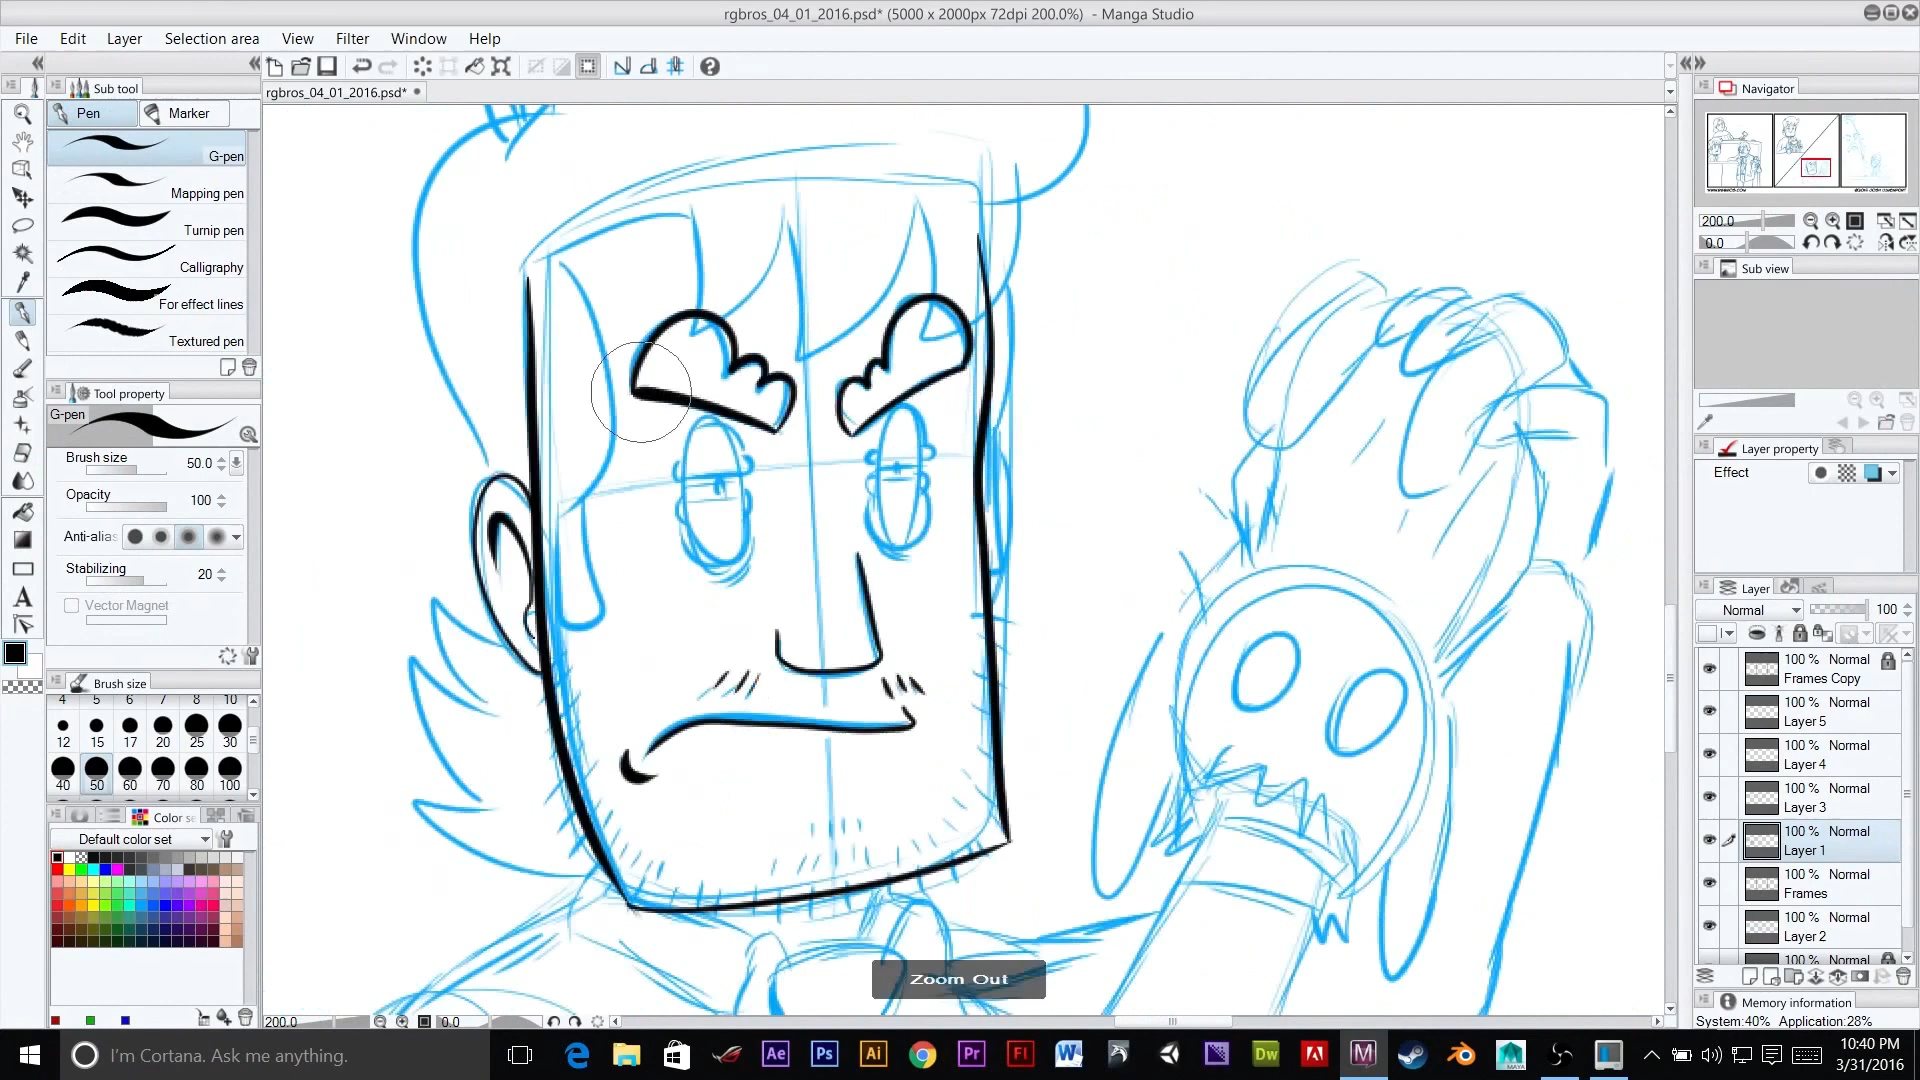 rgbros_04_01_2016.psd* (5000 x 2000px 72dpi 200.0%) - Manga Studio
File Edit Layer Selection area View Filter Window Help
rgbros_04_01_2016.psd*
Sub tool
Pen Marker
G-pen
Mapping pen
Turnip pen
Calligraphy
For effect lines
Textured pen
Tool property
G-pen
Brush size 50.0
Opacity 100
Anti-alias
Stabilizing 20
Vector Magnet
Brush size
4 5 6 7 8 10
12 15 17 20 25 30
40 50 60 70 80 100
Color se
Default color set
Zoom Out
200.0 0.0
Navigator
200.0
0.0
Sub view
Layer property
Effect
Layer
Normal 100
100 % Normal
Frames Copy
100 % Normal
Layer 5
100 % Normal
Layer 4
100 % Normal
Layer 3
100 % Normal
Layer 1
100 % Normal
Frames
100 % Normal
Layer 2
100 % Normal
Memory information
System:40% Application:28%
I'm Cortana. Ask me anything.
Ae Ps Ai Pr Fl Dw M
MAYA
10:40 PM
3/31/2016